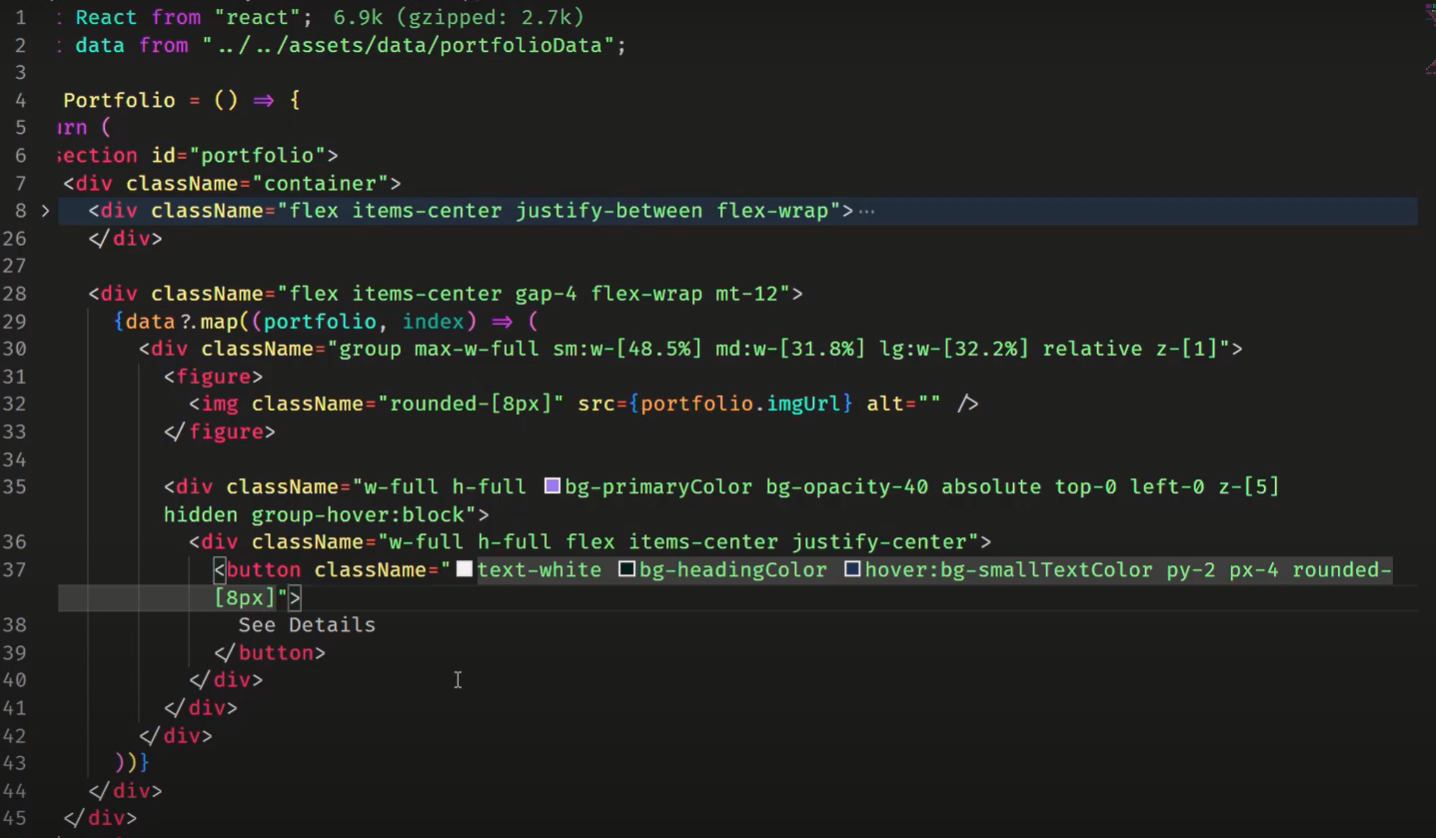 1 : React from "react"; 6.9k (gzipped: 2.7k)
2 : data from "../../assets/data/portfolioData";
3
4 Portfolio = () => {
5 urn (
6 section id="portfolio">
7 <div className="container">
8 > <div className="flex items-center justify-between flex-wrap">…
26 </div>
27
28 <div className="flex items-center gap-4 flex-wrap mt-12">
29 {data?.map((portfolio, index) => (
30 <div className="group max-w-full sm:w-[48.5%] md:w-[31.8%] lg:w-[32.2%] relative z-[1]">
31 <figure>
32 <img className="rounded-[8px]" src={portfolio.imgUrl} alt="" />
33 </figure>
34
35 <div className="w-full h-full bg-primaryColor bg-opacity-40 absolute top-0 left-0 z-[5]
hidden group-hover:block">
36 <div className="w-full h-full flex items-center justify-center">
37 <button className="text-white bg-headingColor hover:bg-smallTextColor py-2 px-4 rounded-
[8px]">
38 See Details
39 </button>
40 </div>
41 </div>
42 </div>
43 ))}
44 </div>
45 </div>